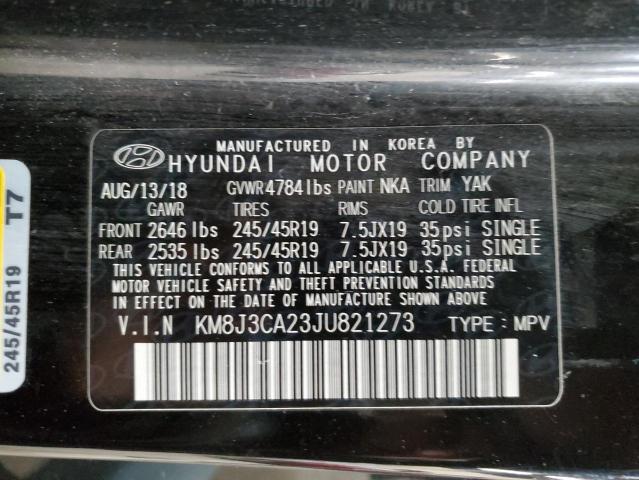 MANUFACTURED IN KOREA BY
HYUNDAI MOTOR COMPANY
AUG/13/18 GVWR 4784 lbs PAINT NKA TRIM YAK
GAWR TIRES RIMS COLD TIRE INFL
FRONT 2646 lbs 245/45R19 7.5JX19 35psi SINGLE
REAR 2535 lbs 245/45R19 7.5JX19 35psi SINGLE
THIS VEHICLE CONFORMS TO ALL APPLICABLE U.S.A. FEDERAL
MOTOR VEHICLE SAFETY AND THEFT PREVENTION STANDARDS
IN EFFECT ON THE DATE OF MANUFACTURE SHOWN ABOVE.
V.I.N KM8J3CA23JU821273 TYPE : MPV
245/45R19 T7